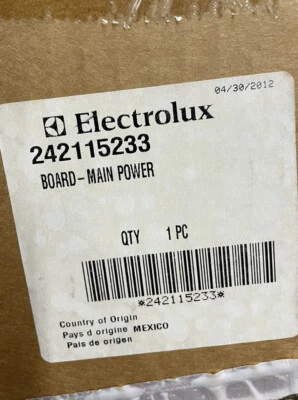 04/30/2012
Electrolux
242115233
BOARD-MAIN POWER
QTY 1 PC
*242115233*
Country of Origin
Pays d origine MEXICO
Pais de origen